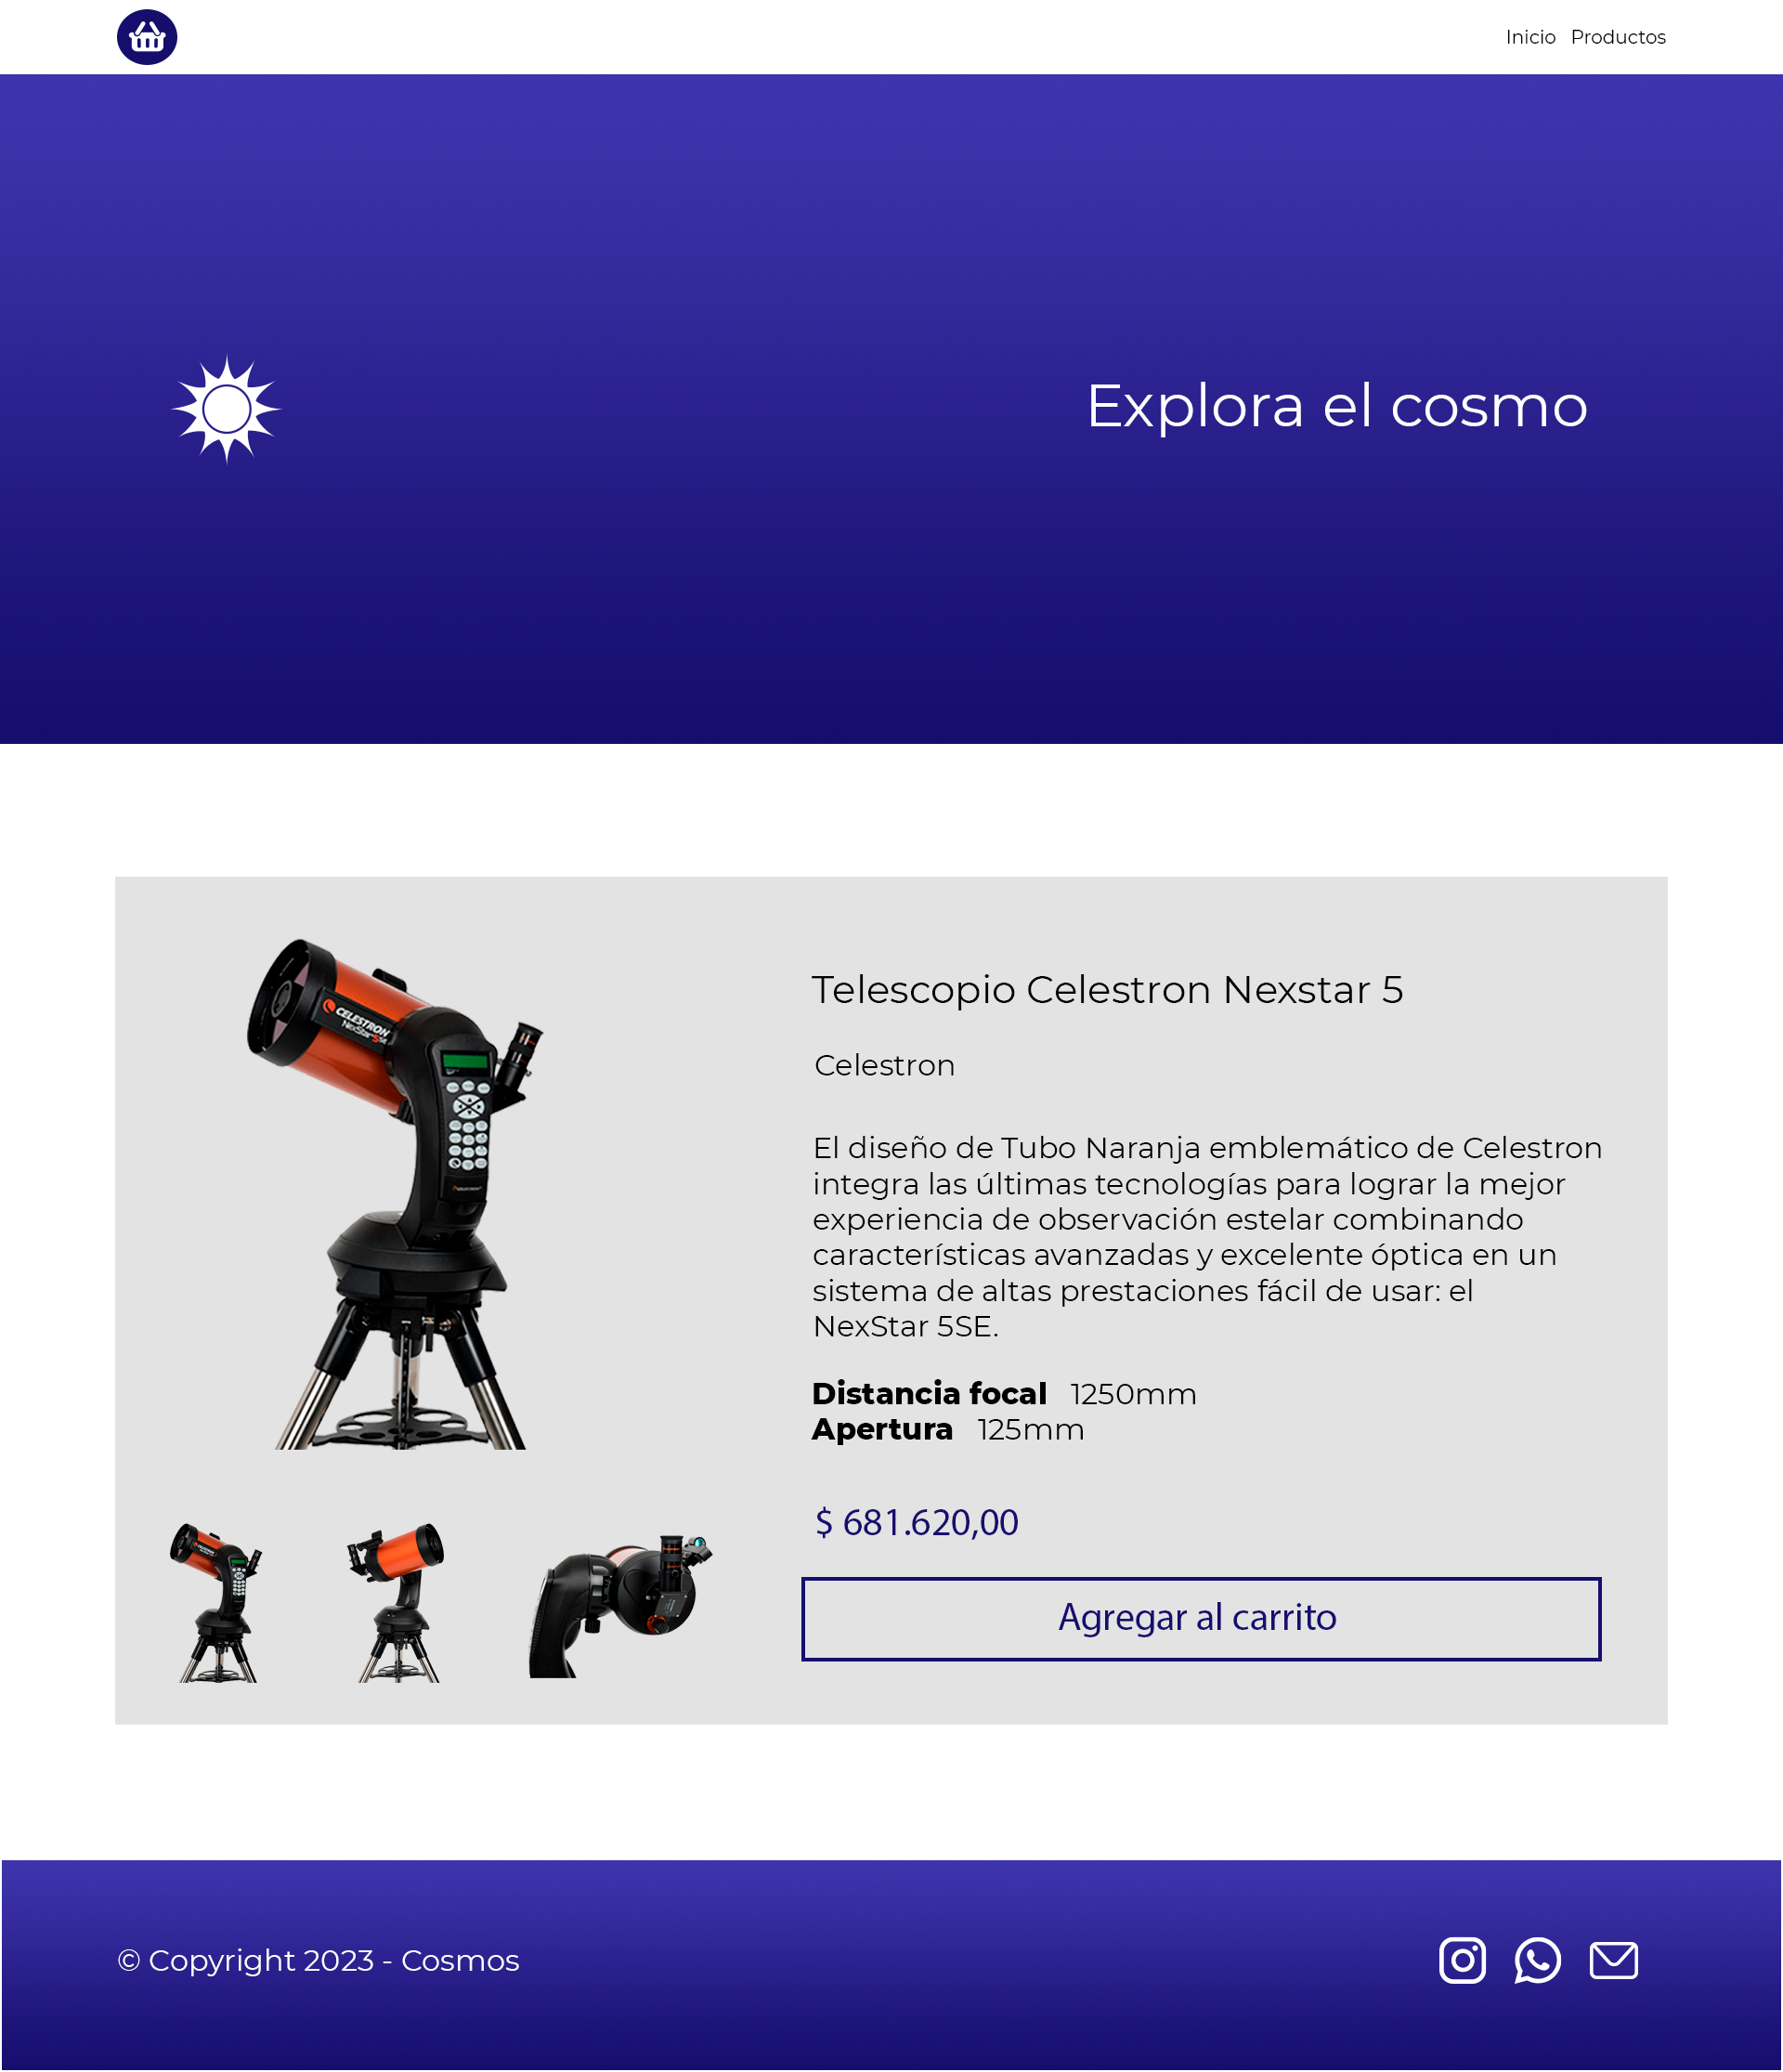 Inicio Productos
Explora el cosmo
CELESTRON
NexStar 5SE
Telescopio Celestron Nexstar 5
Celestron
El diseño de Tubo Naranja emblemático de Celestron
integra las últimas tecnologías para lograr la mejor
experiencia de observación estelar combinando
características avanzadas y excelente óptica en un
sistema de altas prestaciones fácil de usar: el
NexStar 5SE.
Distancia focal 1250mm
Apertura 125mm
$ 681.620,00
Agregar al carrito
© Copyright 2023 - Cosmos